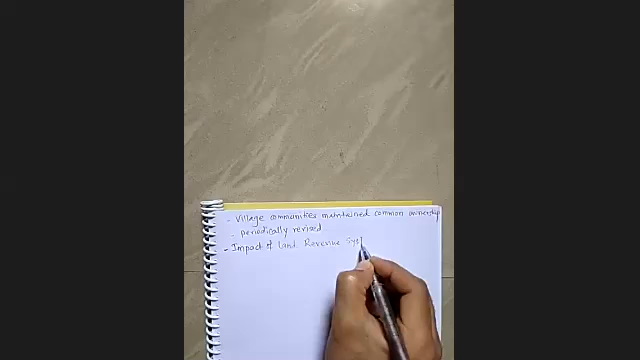 - Village communities maintained common ownership
- periodically revised
- Impact of Land Revenue Sys